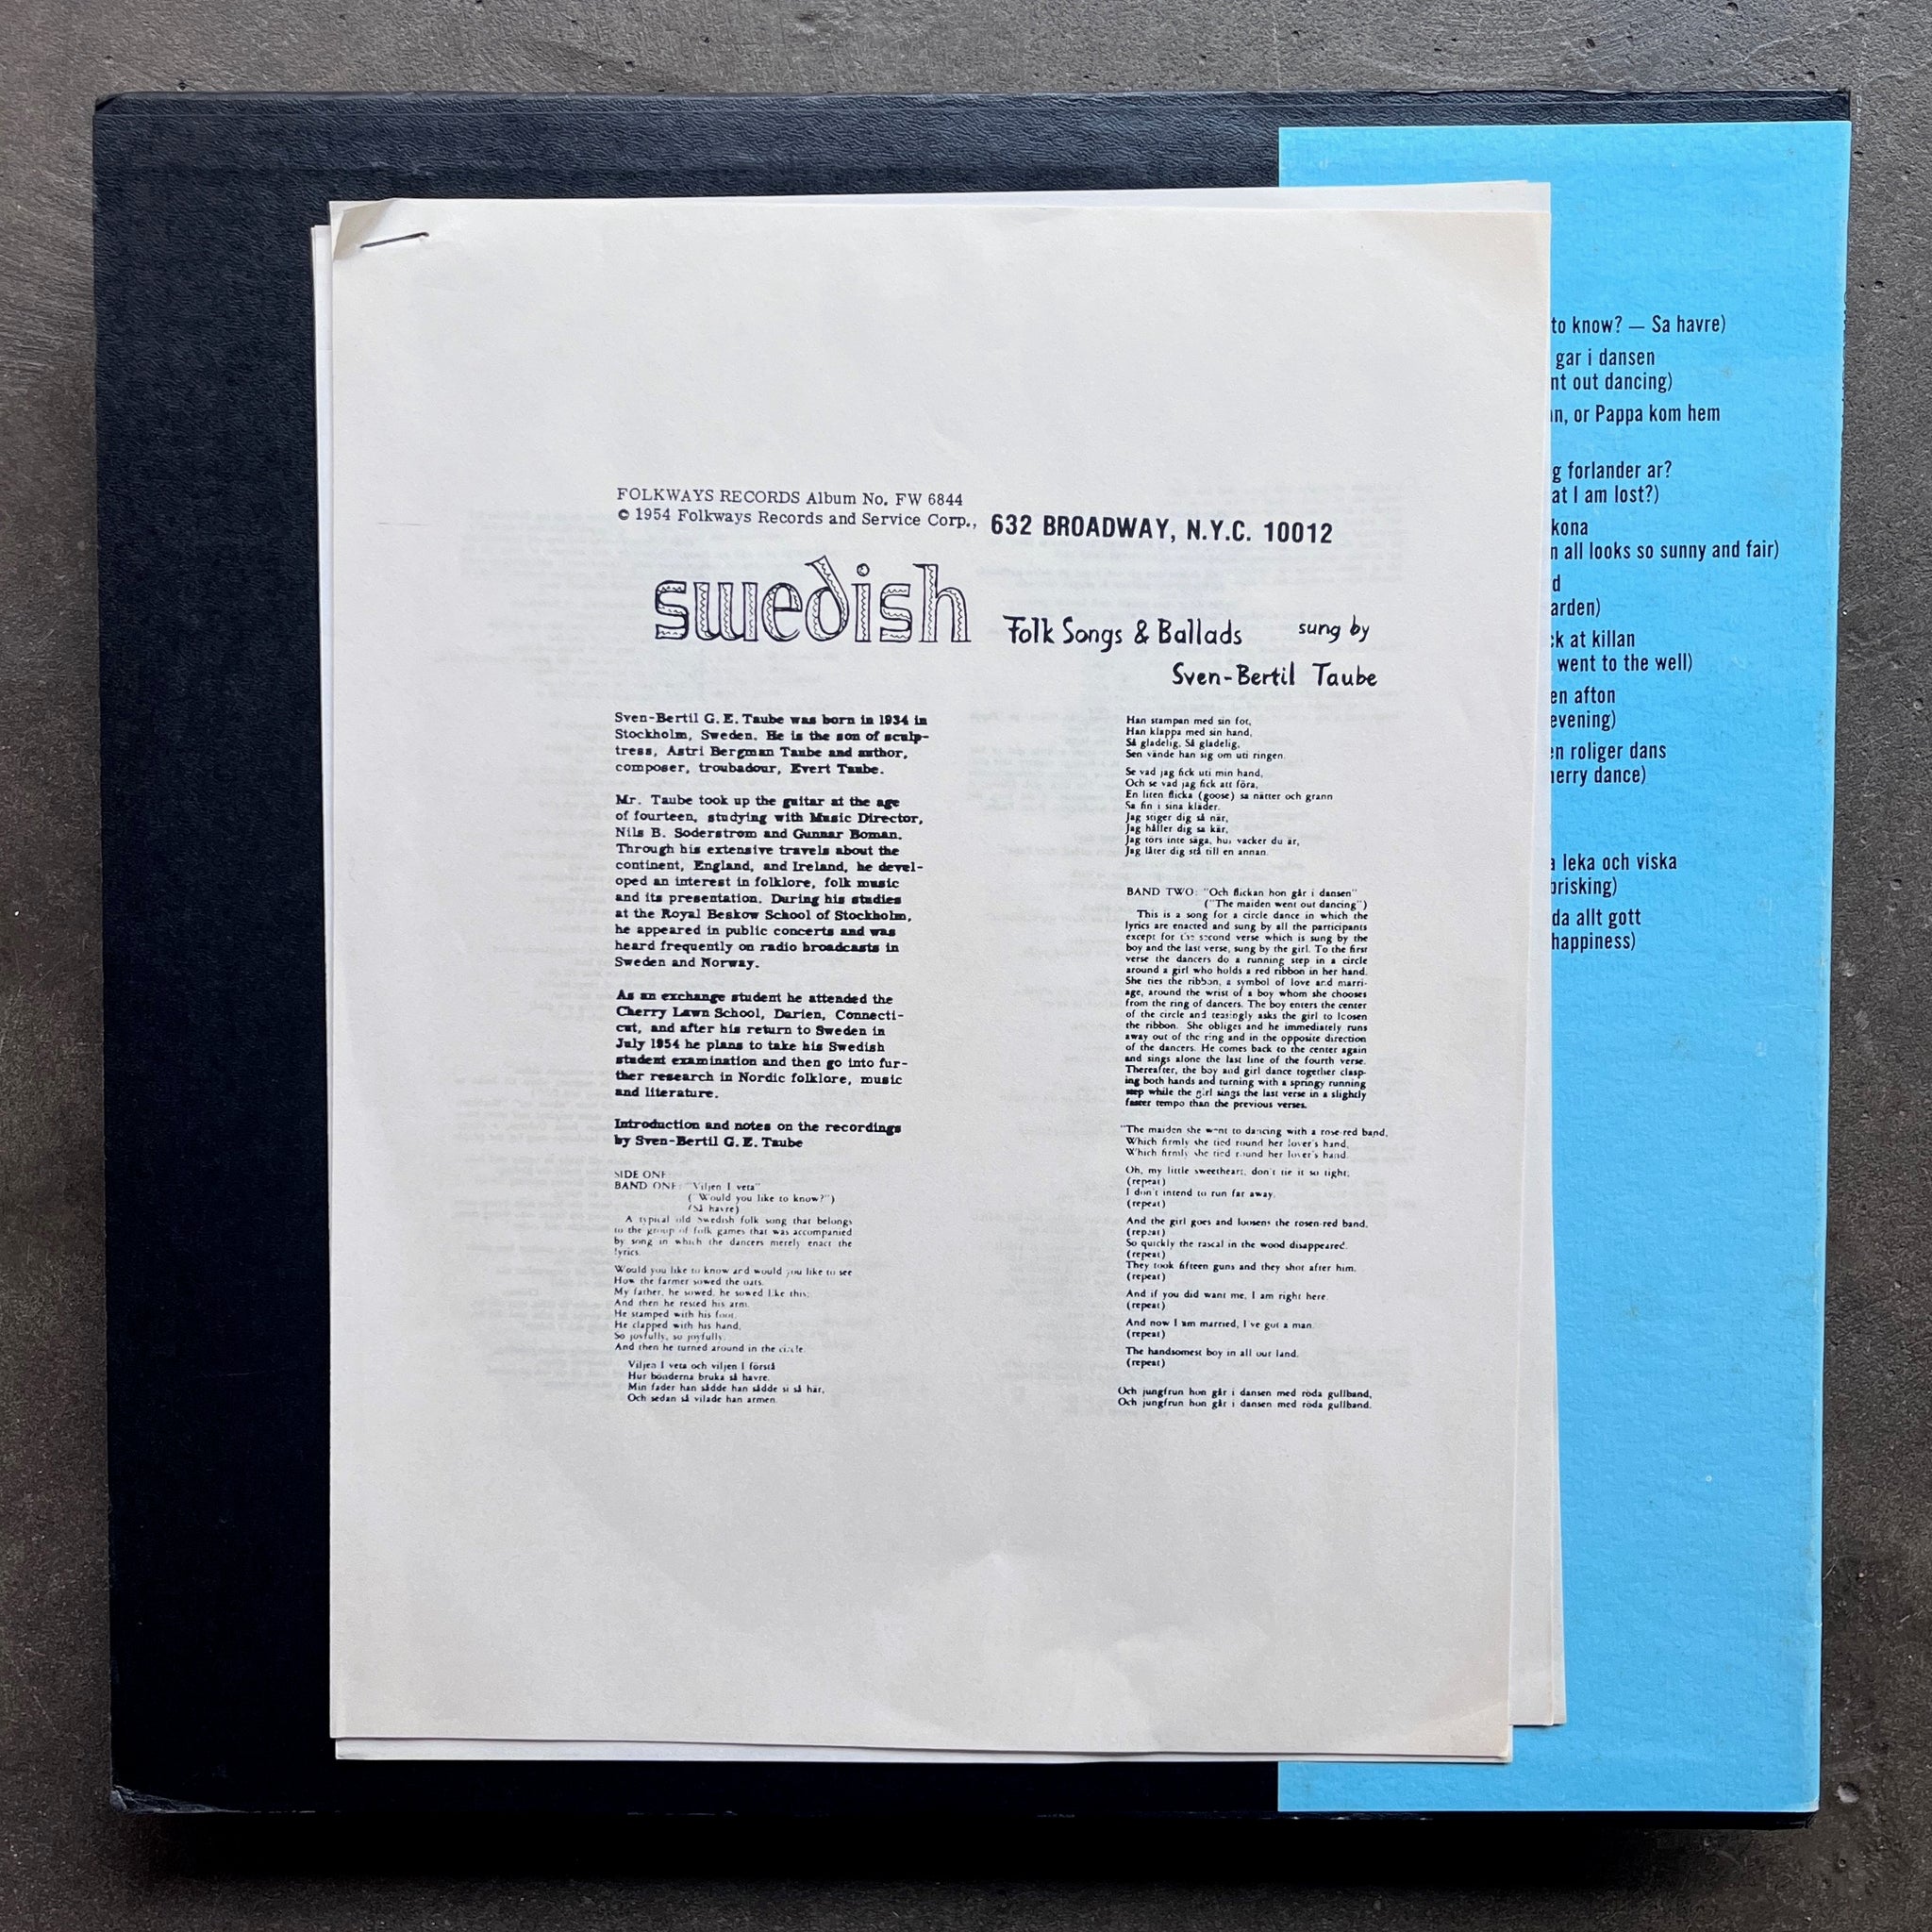 FOLKWAYS RECORDS Album No. FW 6844
© 1954 Folkways Records and Service Corp., 632 BROADWAY, N.Y.C. 10012
swedish Folk Songs & Ballads sung by
Sven-Bertil Taube
Sven-Bertil G. E. Taube was born in 1934 in
Stockholm, Sweden. He is the son of sculp-
tress, Astri Bergman Taube and author,
composer, troubadour, Evert Taube.
Mr. Taube took up the guitar at the age
of fourteen, studying with Music Director,
Nils B. Soderstrom and Gunnar Boman.
Through his extensive travels about the
continent, England, and Ireland, he devel-
oped an interest in folklore, folk music
and its presentation. During his studies
at the Royal Beskow School of Stockholm,
he appeared in public concerts and was
heard frequently on radio broadcasts in
Sweden and Norway.
As an exchange student he attended the
Cherry Lawn School, Darien, Connecti-
cut, and after his return to Sweden in
July 1954 he plans to take his Swedish
student examination and then go into fur-
ther research in Nordic folklore, music
and literature.
Introduction and notes on the recordings
by Sven-Bertil G. E. Taube
SIDE ONE:
BAND ONE: "Viljen I veta"
("Would you like to know?")
(Så havre)
A typical old Swedish folk song that belongs
to the group of folk games that was accompanied
by song in which the dancers merely enact the
lyrics.
Would you like to know and would you like to see
How the farmer sowed the oats.
My father, he sowed, he sowed like this;
And then he rested his arm.
He stamped with his foot,
He clapped with his hand,
So joyfully, so joyfully.
And then he turned around in the circle.
Viljen I veta och viljen I förstå
Hur bönderna bruka så havre.
Min fader han sådde han sådde si så här,
Och sedan så vilade han armen.
Han stampan med sin fot,
Han klappa med sin hand,
Så gladelig, Så gladelig,
Sen vände han sig om uti ringen.
Se vad jag fick uti min hand,
Och se vad jag fick att föra,
En liten flicka (goose) sa nätter och grann
Sa fin i sina kläder.
Jag stiger dig så när,
Jag håller dig sa kär,
Jag törs inte säga, hur vacker du är,
Jag låter dig stå till en annan.
BAND TWO: "Och flickan hon går i dansen"
("The maiden went out dancing")
This is a song for a circle dance in which the
lyrics are enacted and sung by all the participants
except for the second verse which is sung by the
boy and the last verse, sung by the girl. To the first
verse the dancers do a running step in a circle
around a girl who holds a red ribbon in her hand.
She ties the ribbon, a symbol of love and marri-
age, around the wrist of a boy whom she chooses
from the ring of dancers. The boy enters the center
of the circle and teasingly asks the girl to loosen
the ribbon. She obliges and he immediately runs
away out of the ring and in the opposite direction
of the dancers. He comes back to the center again
and sings alone the last line of the fourth verse.
Thereafter, the boy and girl dance together clasp-
ing both hands and turning with a springy running
step while the girl sings the last verse in a slightly
faster tempo than the previous verses.
"The maiden she went to dancing with a rose-red band,
Which firmly she tied round her lover's hand,
Which firmly she tied round her lover's hand.
Oh, my little sweetheart, don't tie it so tight;
(repeat)
I don't intend to run far away.
(repeat)
And the girl goes and loosens the rosen-red band,
(repeat)
So quickly the rascal in the wood disappeared.
(repeat)
They took fifteen guns and they shot after him.
(repeat)
And if you did want me, I am right here.
(repeat)
And now I am married, I've got a man.
(repeat)
The handsomest boy in all our land.
(repeat)
Och jungfrun hon går i dansen med röda gullband,
Och jungfrun hon går i dansen med röda gullband.
to know? — Sa havre)
gar i dansen
nt out dancing)
n, or Pappa kom hem
g forlander ar?
at I am lost?)
kona
n all looks so sunny and fair)
d
arden)
ck at killan
went to the well)
en afton
evening)
en roliger dans
nerry dance)
a leka och viska
brisking)
da allt gott
happiness)